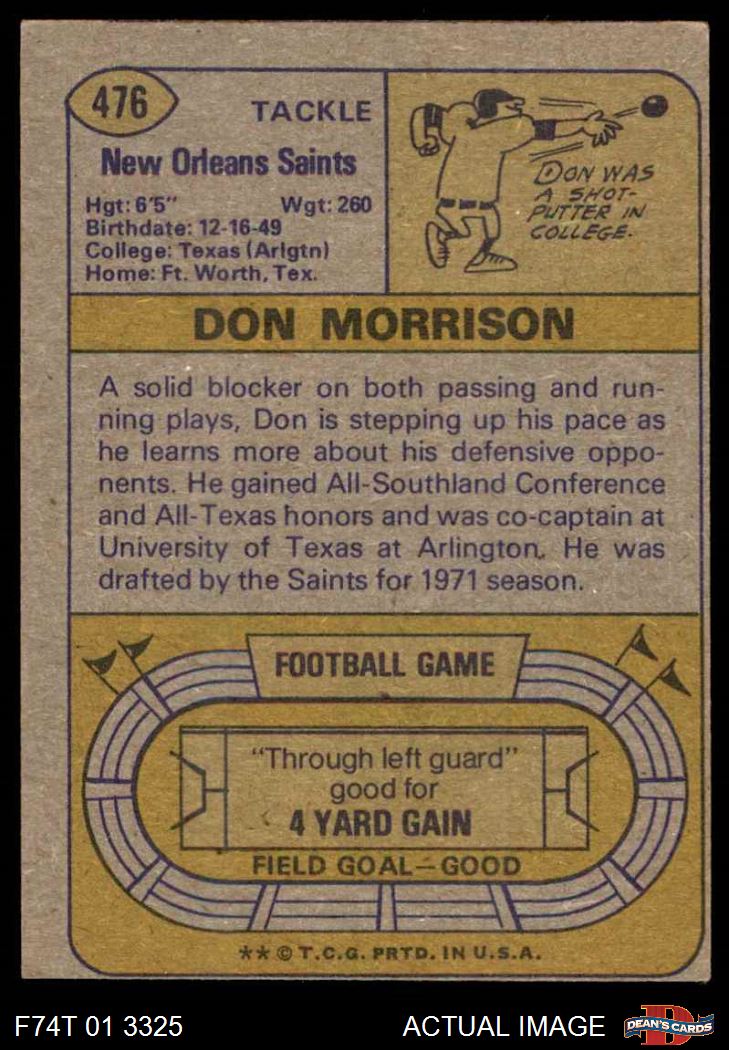 476
TACKLE
New Orleans Saints
Hgt: 6'5" Wgt: 260
Birthdate: 12-16-49
College: Texas (Arlgtn)
Home: Ft. Worth, Tex.
DON WAS
A SHOT-
PUTTER IN
COLLEGE.
DON MORRISON
A solid blocker on both passing and run-
ning plays, Don is stepping up his pace as
he learns more about his defensive oppo-
nents. He gained All-Southland Conference
and All-Texas honors and was co-captain at
University of Texas at Arlington. He was
drafted by the Saints for 1971 season.
FOOTBALL GAME
"Through left guard"
good for
4 YARD GAIN
FIELD GOAL—GOOD
** © T.C.G. PRTD. IN U.S.A.
F74T 01 3325 ACTUAL IMAGE
D
DEAN'S CARDS